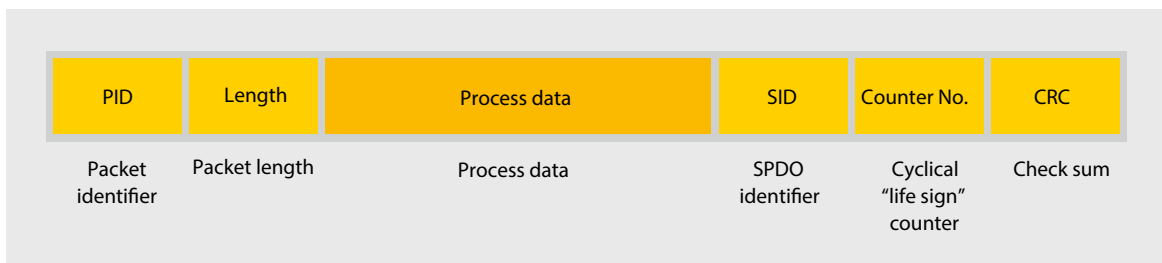 PID Length Process data SID Counter No. CRC
Packet identifier
Packet length
Process data
SPDO identifier
Cyclical
“life sign”
counter
Check sum